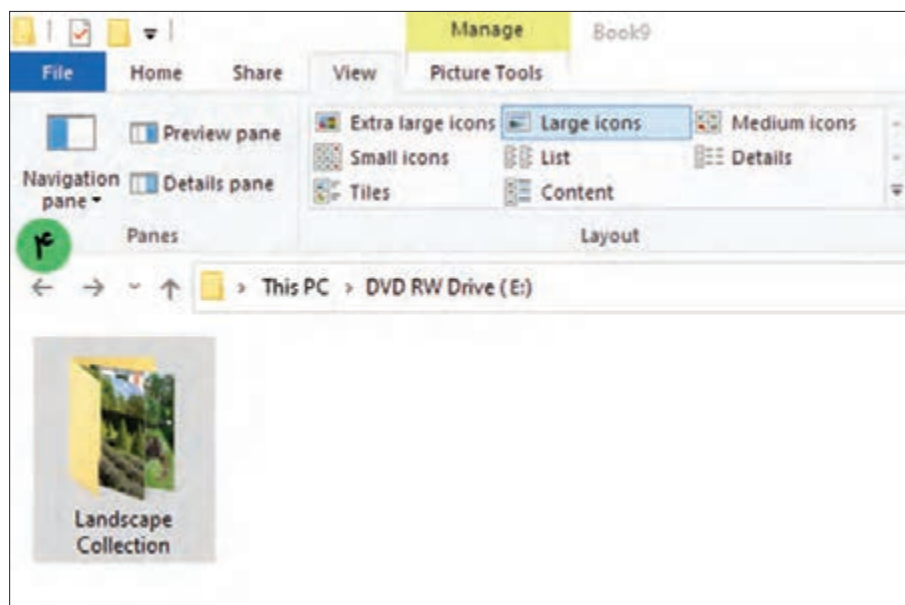 Manage Book9
File Home Share View Picture Tools
Preview pane
Details pane
Navigation
pane
Extra large icons Large icons Medium icons
Small icons List Details
Tiles Content
Panes Layout
۴
This PC > DVD RW Drive (E:)
Landscape
Collection